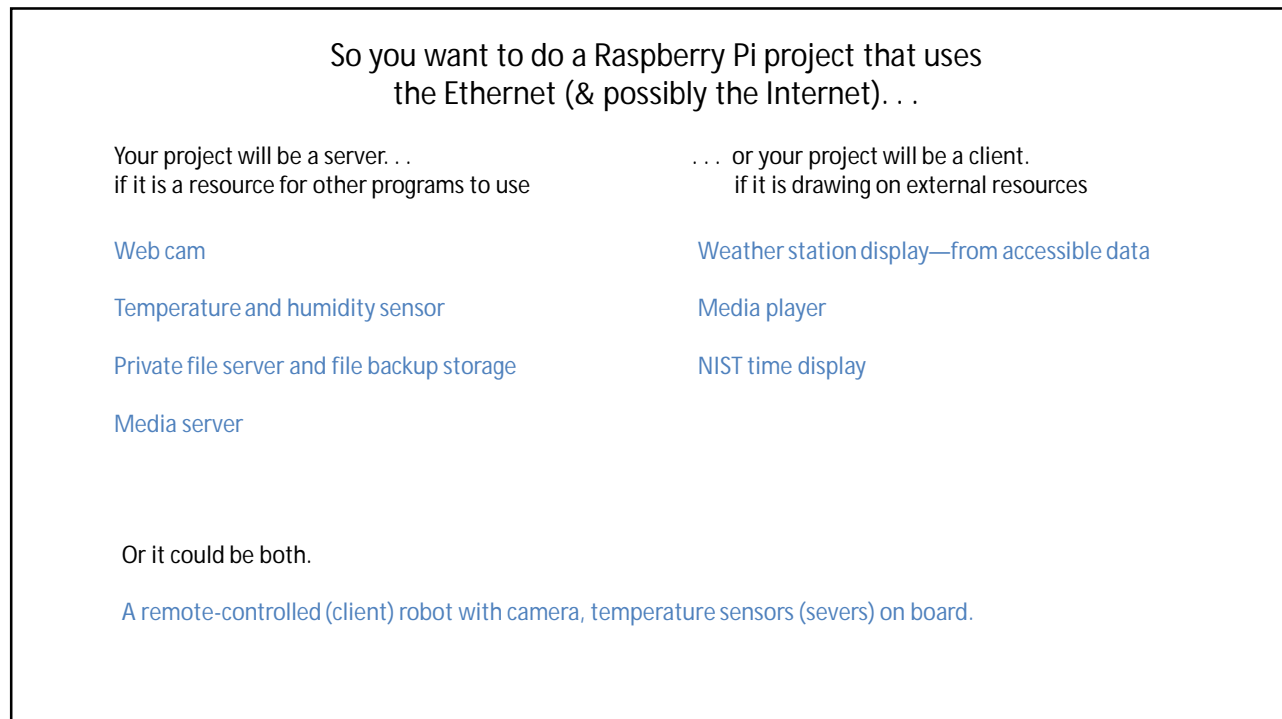 So you want to do a Raspberry Pi project that uses
the Ethernet (& possibly the Internet). . .
Your project will be a server. . .
if it is a resource for other programs to use
Web cam
Temperature and humidity sensor
Private file server and file backup storage
Media server
. . . or your project will be a client.
if it is drawing on external resources
Weather station display—from accessible data
Media player
NIST time display
Or it could be both.
A remote-controlled (client) robot with camera, temperature sensors (severs) on board.